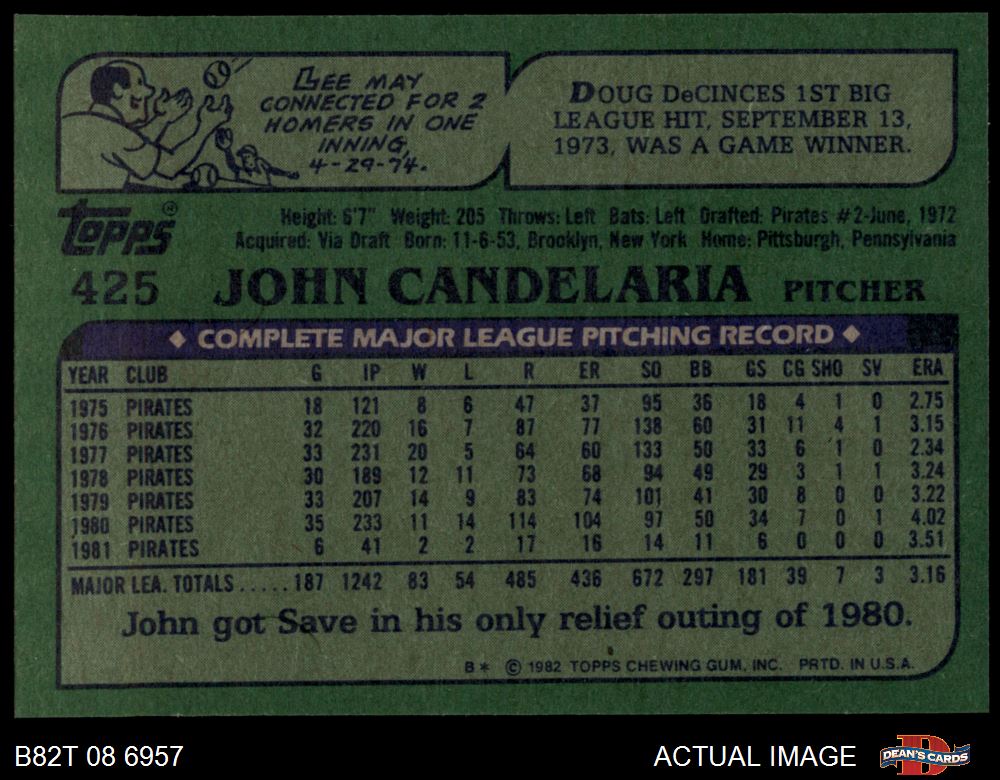 LEE MAY
CONNECTED FOR 2
HOMERS IN ONE
INNING,
4-29-74.
DOUG DeCINCES 1ST BIG
LEAGUE HIT, SEPTEMBER 13,
1973, WAS A GAME WINNER.
TOPPS®
Height: 6'7" Weight: 205 Throws: Left Bats: Left Drafted: Pirates #2-June, 1972
Acquired: Via Draft Born: 11-6-53, Brooklyn, New York Home: Pittsburgh, Pennsylvania
425 JOHN CANDELARIA PITCHER
◆ COMPLETE MAJOR LEAGUE PITCHING RECORD ◆
YEAR CLUB G IP W L R ER SO BB GS CG SHO SV ERA
1975 PIRATES 18 121 8 6 47 37 95 36 18 4 1 0 2.75
1976 PIRATES 32 220 16 7 87 77 138 60 31 11 4 1 3.15
1977 PIRATES 33 231 20 5 64 60 133 50 33 6 1 0 2.34
1978 PIRATES 30 189 12 11 73 68 94 49 29 3 1 1 3.24
1979 PIRATES 33 207 14 9 83 74 101 41 30 8 0 0 3.22
1980 PIRATES 35 233 11 14 114 104 97 50 34 7 0 1 4.02
1981 PIRATES 6 41 2 2 17 16 14 11 6 0 0 0 3.51
MAJOR LEA. TOTALS ..... 187 1242 83 54 485 436 672 297 181 39 7 3 3.16
John got Save in his only relief outing of 1980.
B* © 1982 TOPPS CHEWING GUM, INC. PRTD. IN U.S.A.
B82T 08 6957
ACTUAL IMAGE
D
DEAN'S CARDS